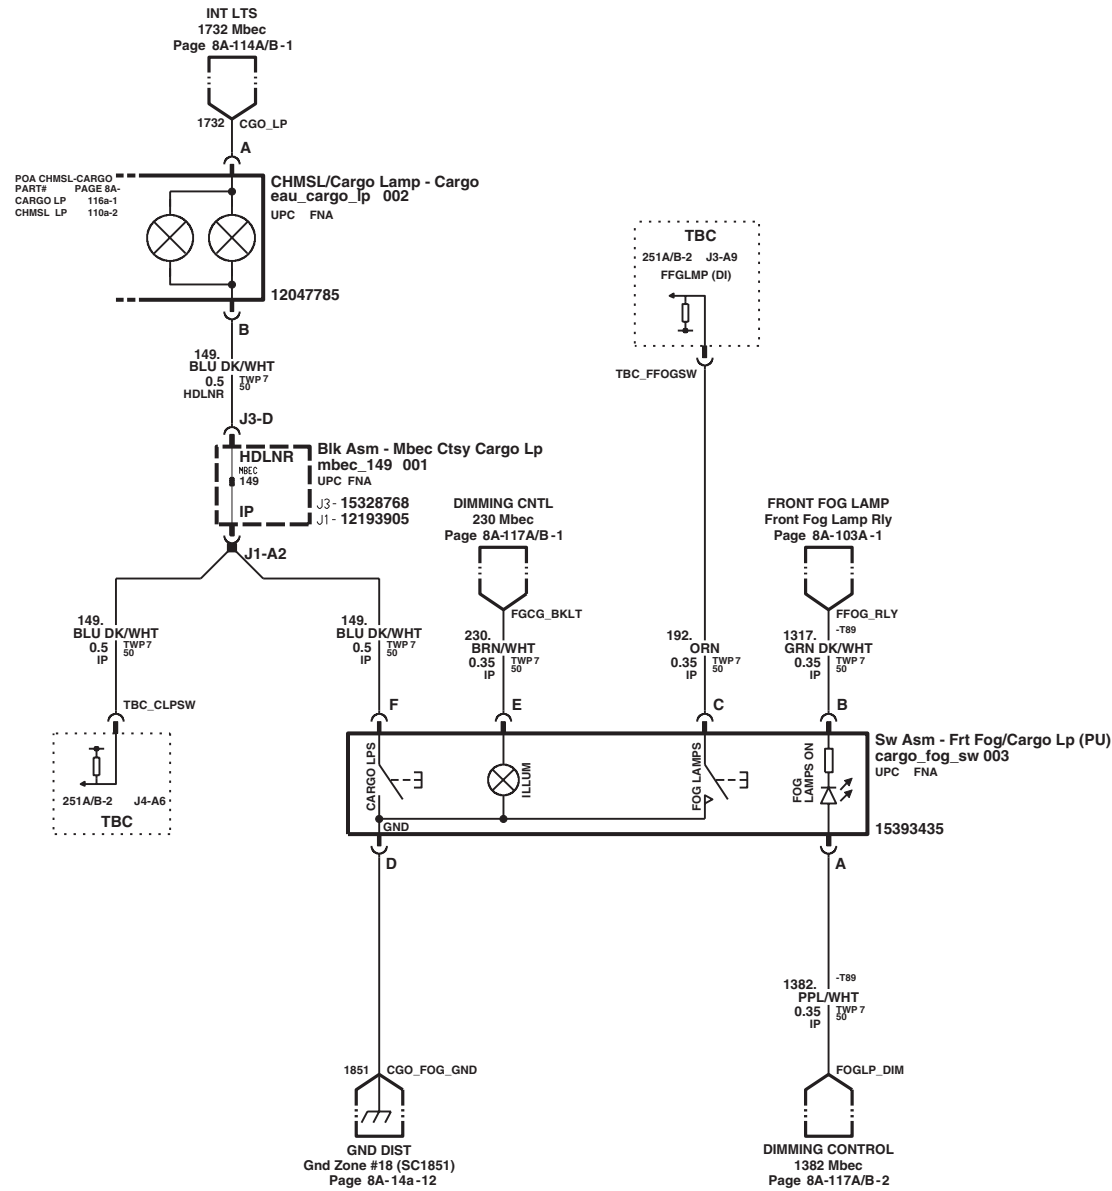 INT LTS
1732 Mbec
Page 8A-114A/B-1
1732 CGO_LP
A
POA CHMSL-CARGO
PART# PAGE 8A-
CARGO LP 116a-1
CHMSL LP 110a-2
CHMSL/Cargo Lamp - Cargo
eau_cargo_lp 002
UPC FNA
12047785
B
149.
BLU DK/WHT
0.5 TWP 7
50
HDLNR
J3-D
HDLNR
MBEC
149
IP
Blk Asm - Mbec Ctsy Cargo Lp
mbec_149 001
UPC FNA
J3- 15328768
J1- 12193905
J1-A2
TBC
251A/B-2 J3-A9
FFGLMP (DI)
TBC_FFOGSW
DIMMING CNTL
230 Mbec
Page 8A-117A/B-1
FGCG_BKLT
FRONT FOG LAMP
Front Fog Lamp Rly
Page 8A-103A-1
FFOG_RLY
149.
BLU DK/WHT
0.5 TWP 7
50
IP
149.
BLU DK/WHT
0.5 TWP 7
50
IP
230.
BRN/WHT
0.35 TWP 7
50
IP
192.
ORN
0.35 TWP 7
50
IP
1317. -T89
GRN DK/WHT
0.35 TWP 7
50
IP
TBC_CLPSW
251A/B-2 J4-A6
TBC
F
E
C
B
CARGO LPS
ILLUM
FOG LAMPS
FOG
LAMPS ON
GND
Sw Asm - Frt Fog/Cargo Lp (PU)
cargo_fog_sw 003
UPC FNA
15393435
D
A
1382. -T89
PPL/WHT
0.35 TWP 7
50
IP
1851 CGO_FOG_GND
GND DIST
Gnd Zone #18 (SC1851)
Page 8A-14a-12
FOGLP_DIM
DIMMING CONTROL
1382 Mbec
Page 8A-117A/B-2